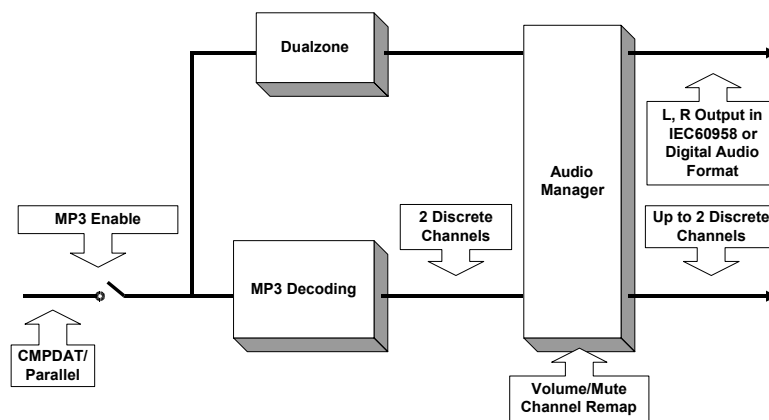 Dualzone
L, R Output in
IEC60958 or
Digital Audio
Format
Audio
Manager
MP3 Enable
2 Discrete
Channels
Up to 2 Discrete
Channels
MP3 Decoding
CMPDAT/
Parallel
Volume/Mute
Channel Remap